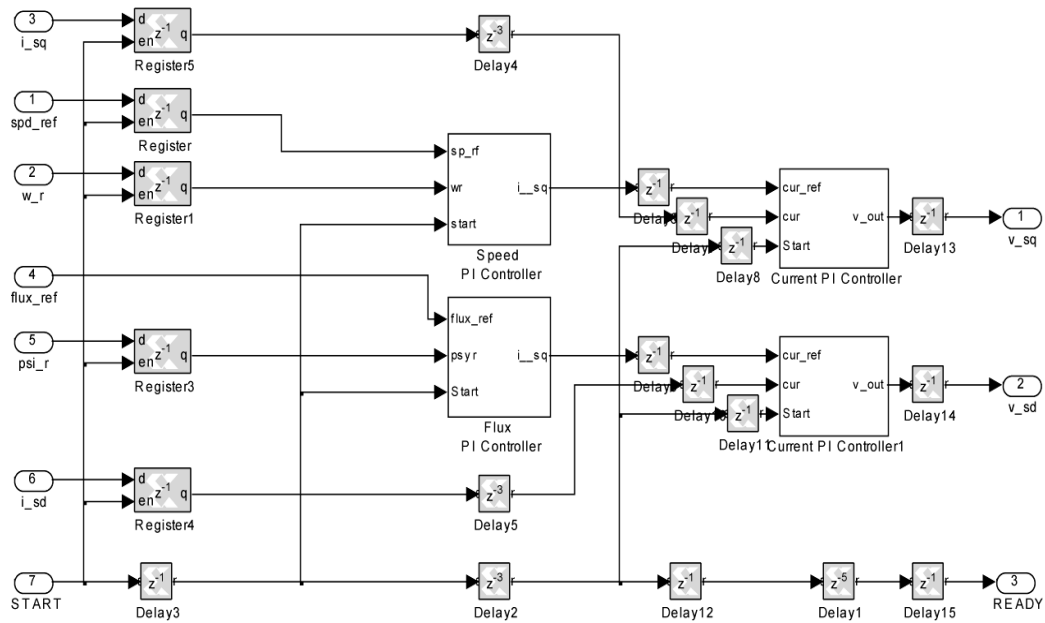 3
i_sq
d
en
z-1
q
Register5
z-3
r
Delay4
1
spd_ref
d
en
z-1
q
Register
2
w_r
d
en
z-1
q
Register1
sp_rf
wr
start
i__sq
Speed
PI Controller
z-1
r
z-1
r
z-1
r
Delay8
cur_ref
cur
Start
v_out
Current PI Controller
z-1
r
Delay13
1
v_sq
4
flux_ref
5
psi_r
d
en
z-1
q
Register3
flux_ref
psyr
Start
i__sq
Flux
PI Controller
z-1
r
z-1
r
z-1
r
Delay11
cur_ref
cur
Start
v_out
Current PI Controller1
z-1
r
Delay14
2
v_sd
6
i_sd
d
en
z-1
q
Register4
z-3
r
Delay5
7
START
z-1
r
Delay3
z-3
r
Delay2
z-1
r
Delay12
z-5
r
Delay1
z-1
r
Delay15
3
READY